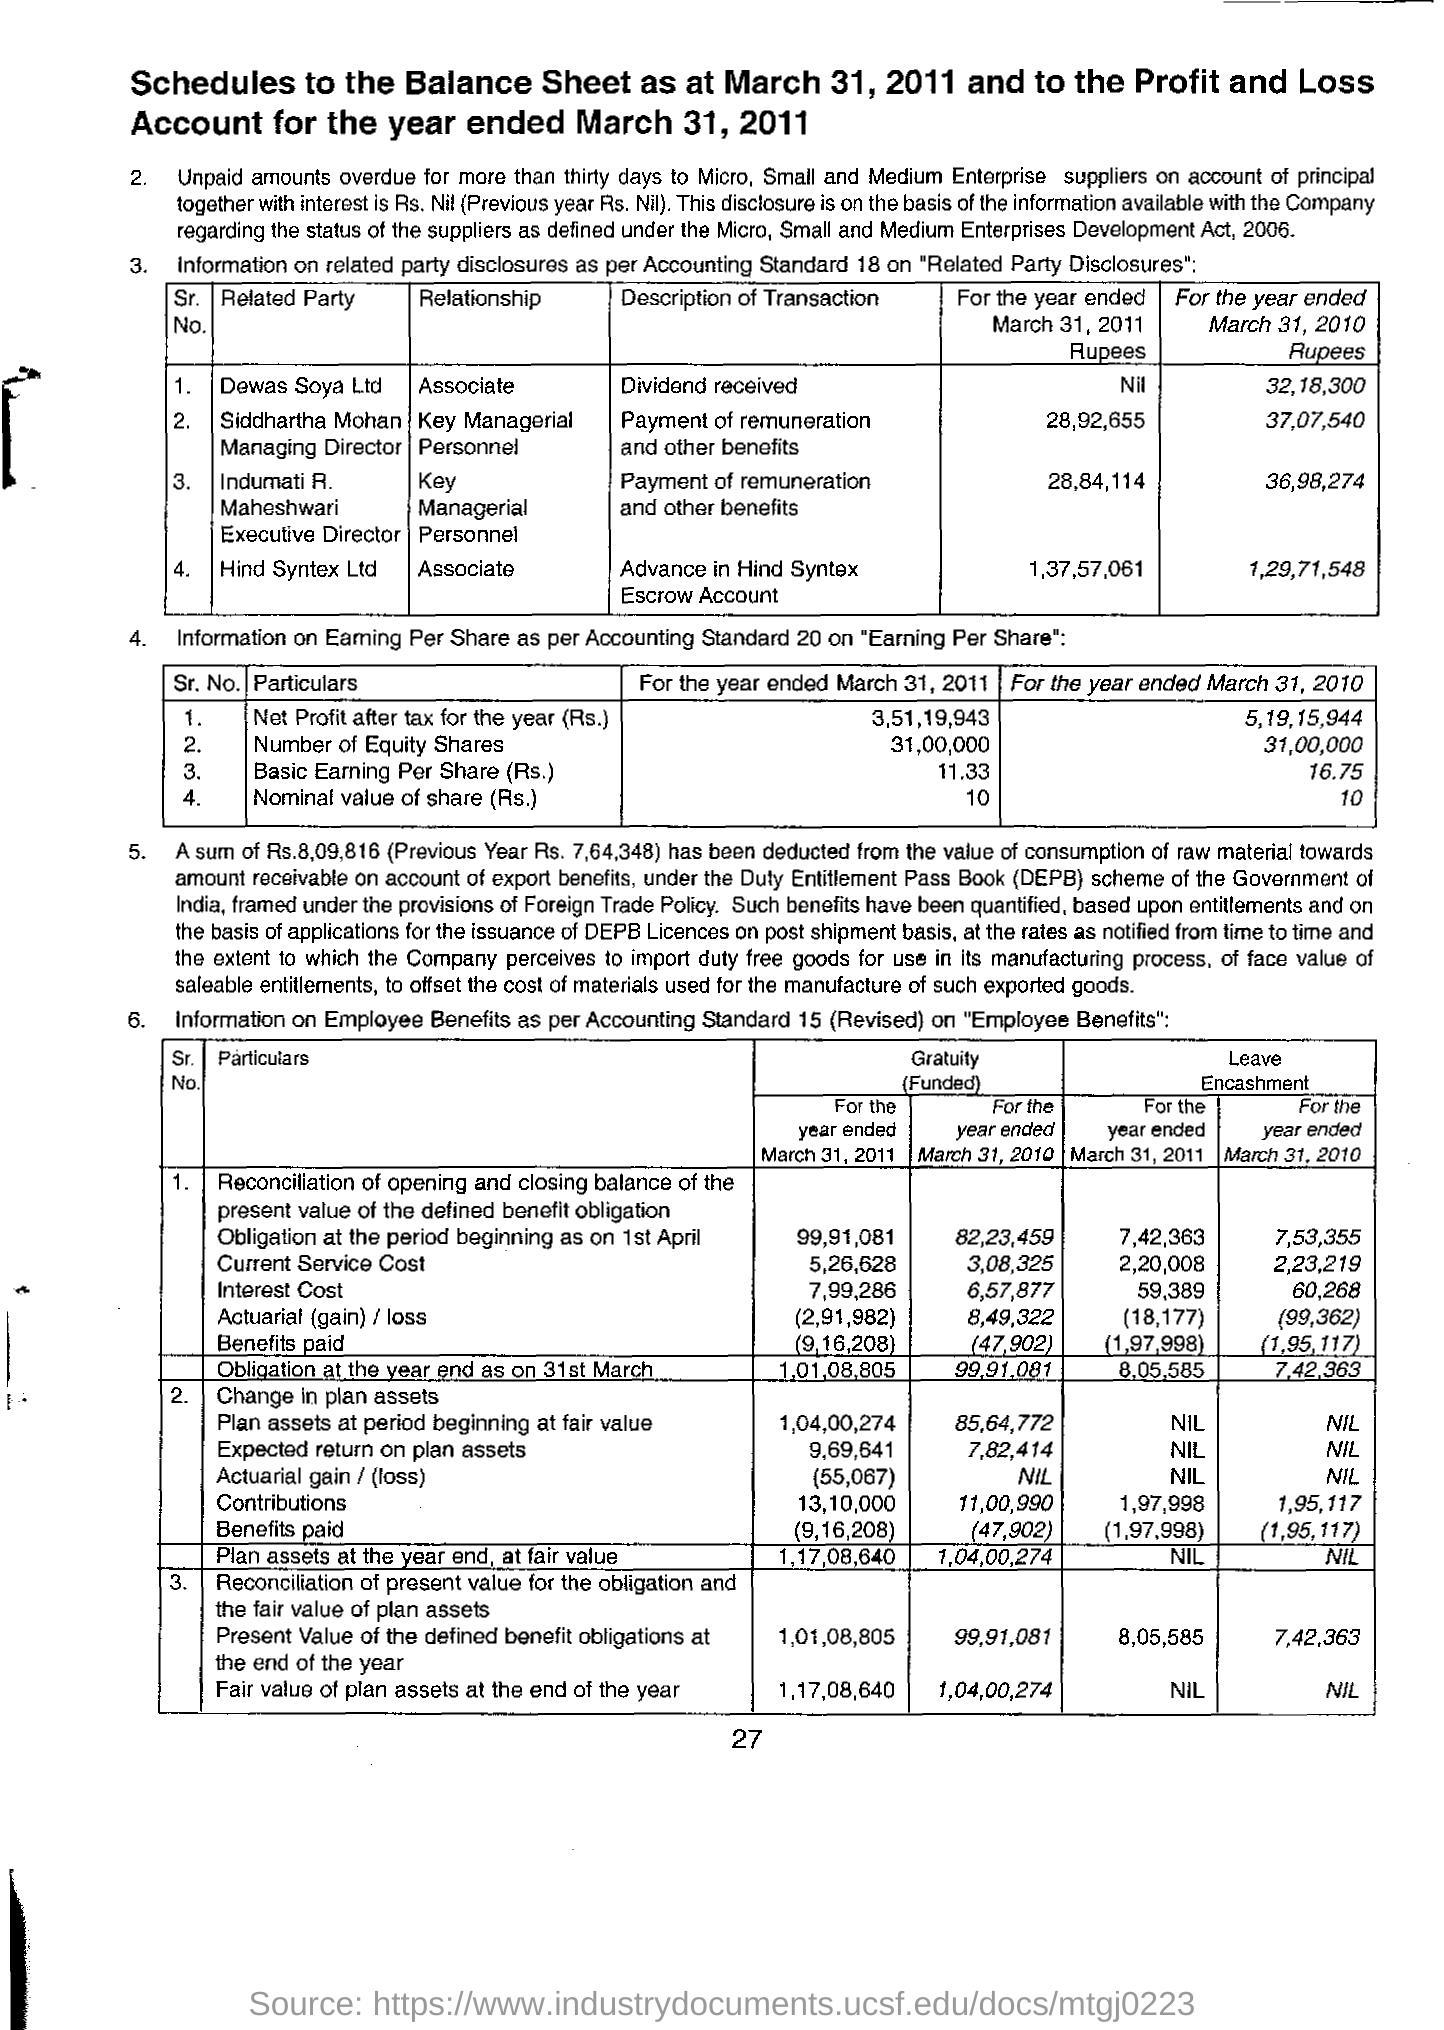 Schedules to the Balance Sheet as at March 31, 2011 and to the Profit and Loss
Account for the year ended March 31, 2011
2. Unpaid amounts overdue for more than thirty days to Micro, Small and Medium Enterprise suppliers on account of principal
together with interest is Rs. Nil (Previous year Rs. Nil). This disclosure is on the basis of the information available with the Company
regarding the status of the suppliers as defined under the Micro, Small and Medium Enterprises Development Act, 2006.
3. Information on related party disclosures as per Accounting Standard 18 on "Related Party Disclosures":
Sr. Related Party Relationship Description of Transaction For the year ended For the year ended
No. March 31, 2011 March 31, 2010
Rupees Rupees
1. Dewas Soya Ltd Associate Dividend received Nil 32,18,300
2. Siddhartha Mohan Key Managerial Payment of remuneration 28,92,655 37,07,540
Managing Director Personnel and other benefits
3. Indumati R. Key Payment of remuneration 28,84,114 36,98,274
Maheshwari Managerial and other benefits
Executive Director Personnel
4. Hind Syntex Ltd Associate Advance in Hind Syntex 1,37,57,061 1,29,71,548
Escrow Account
4. Information on Earning Per Share as per Accounting Standard 20 on "Earning Per Share":
Sr. No. Particulars For the year ended March 31, 2011 For the year ended March 31, 2010
1. Net Profit after tax for the year (Rs.) 3,51,19,943 5,19,15,944
2. Number of Equity Shares 31,00,000 31,00,000
3. Basic Earning Per Share (Rs.) 11.33 16.75
4. Nominal value of share (Rs.) 10 10
5. A sum of Rs.8,09,816 (Previous Year Rs. 7,64,348) has been deducted from the value of consumption of raw material towards
amount receivable on account of export benefits, under the Duty Entitlement Pass Book (DEPB) scheme of the Government of
India, framed under the provisions of Foreign Trade Policy. Such benefits have been quantified, based upon entitlements and on
the basis of applications for the issuance of DEPB Licences on post shipment basis, at the rates as notified from time to time and
the extent to which the Company perceives to import duty free goods for use in its manufacturing process, of face value of
saleable entitlements, to offset the cost of materials used for the manufacture of such exported goods.
6. Information on Employee Benefits as per Accounting Standard 15 (Revised) on "Employee Benefits":
Sr. Particulars Gratuity Leave
No. (Funded) Encashment
For the For the For the For the
year ended year ended year ended year ended
March 31, 2011 March 31, 2010 March 31, 2011 March 31, 2010
1. Reconciliation of opening and closing balance of the
present value of the defined benefit obligation
Obligation at the period beginning as on 1st April 99,91,081 82,23,459 7,42,363 7,53,355
Current Service Cost 5,26,628 3,08,325 2,20,008 2,23,219
Interest Cost 7,99,286 6,57,877 59,389 60,268
Actuarial (gain) / loss (2,91,982) 8,49,322 (18,177) (99,362)
Benefits paid (9,16,208) (47,902) (1,97,998) (1,95,117)
Obligation at the year end as on 31st March 1,01,08,805 99,91,081 8,05,585 7,42,363
2. Change in plan assets
Plan assets at period beginning at fair value 1,04,00,274 85,64,772 NIL NIL
Expected return on plan assets 9,69,641 7,82,414 NIL NIL
Actuarial gain / (loss) (55,067) NIL NIL NIL
Contributions 13,10,000 11,00,990 1,97,998 1,95,117
Benefits paid (9,16,208) (47,902) (1,97,998) (1,95,117)
Plan assets at the year end, at fair value 1,17,08,640 1,04,00,274 NIL NIL
3. Reconciliation of present value for the obligation and
the fair value of plan assets
Present Value of the defined benefit obligations at 1,01,08,805 99,91,081 8,05,585 7,42,363
the end of the year
Fair value of plan assets at the end of the year 1,17,08,640 1,04,00,274 NIL NIL
27
Source: https://www.industrydocuments.ucsf.edu/docs/mtgj0223